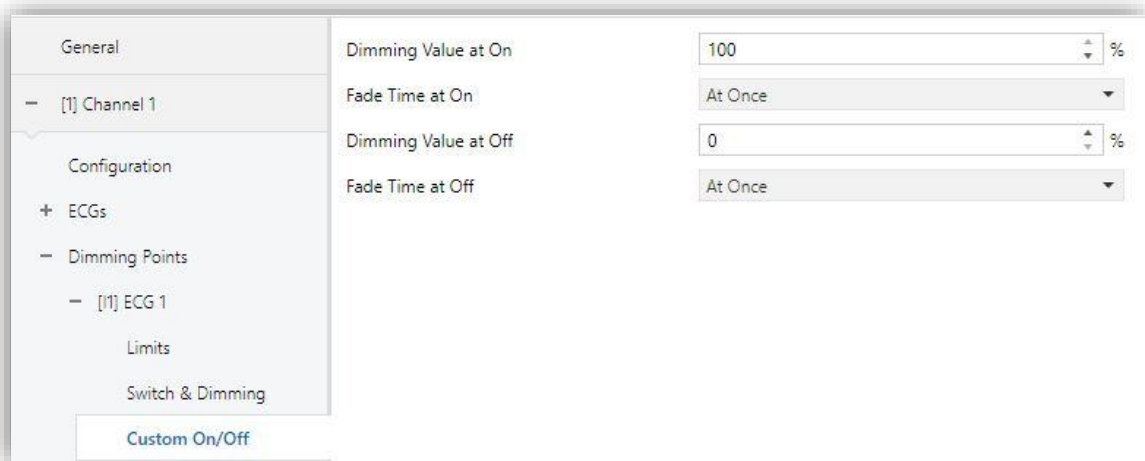 General
[1] Channel 1
Configuration
+ ECGs
Dimming Points
[I1] ECG 1
Limits
Switch & Dimming
Custom On/Off
Dimming Value at On 100 %
Fade Time at On At Once
Dimming Value at Off 0 %
Fade Time at Off At Once